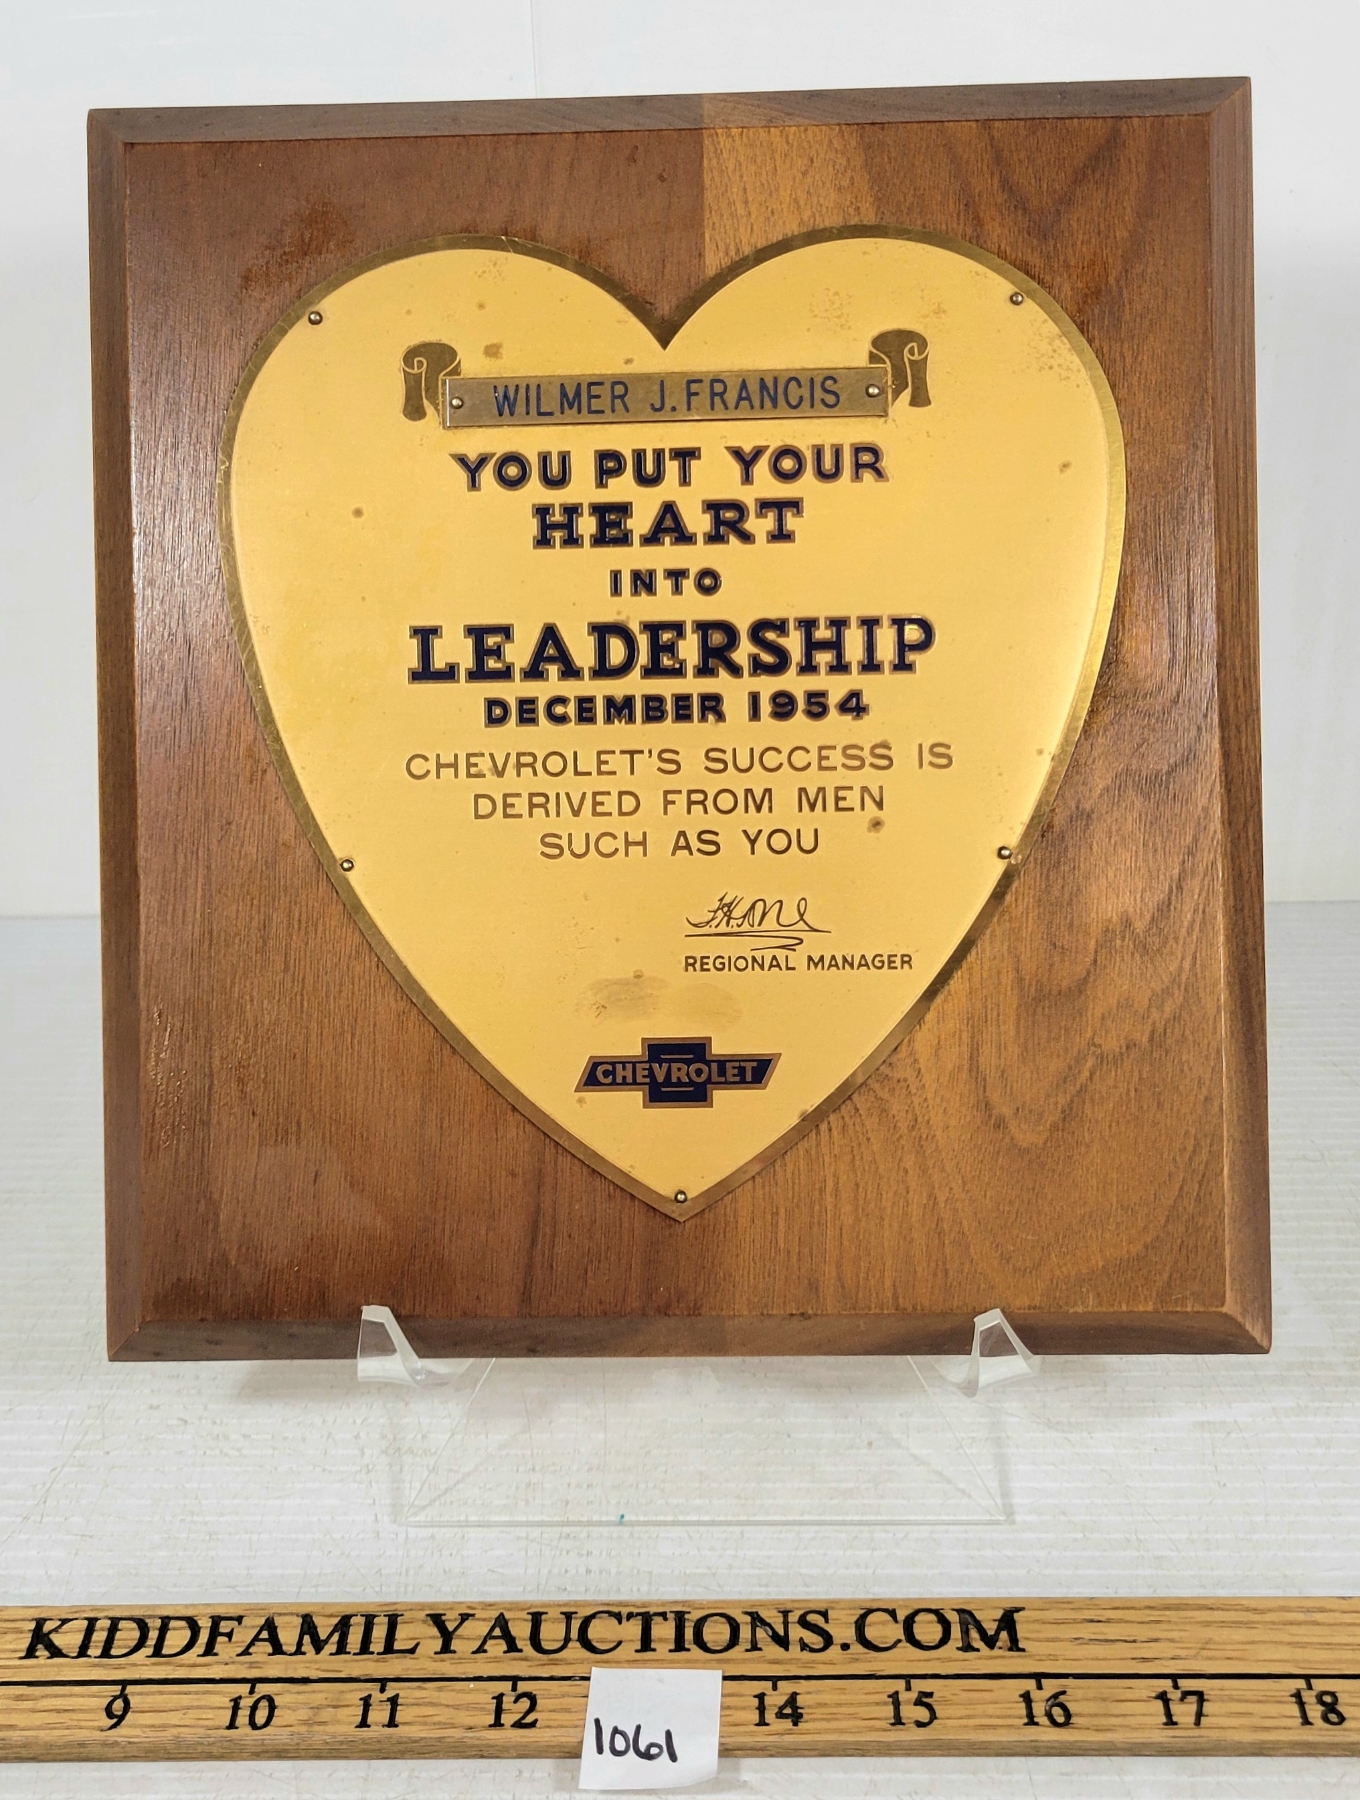 WILMER J. FRANCIS
YOU PUT YOUR
HEART
INTO
LEADERSHIP
DECEMBER 1954
CHEVROLET'S SUCCESS IS
DERIVED FROM MEN
SUCH AS YOU
REGIONAL MANAGER
CHEVROLET
KIDDFAMILYAUCTIONS.COM
9 10 11 12 14 15 16 17 18
1061